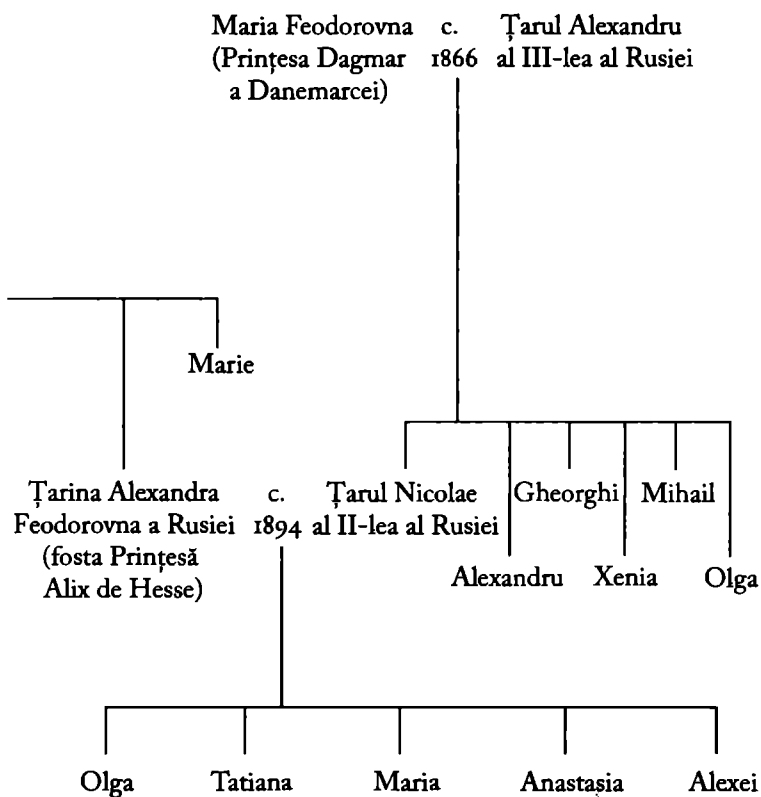 Maria Feodorovna c. Țarul Alexandru
(Prințesa Dagmar 1866 al III-lea al Rusiei
a Danemarcei)
Marie
Țarina Alexandra c. Țarul Nicolae Gheorghi Mihail
Feodorovna a Rusiei 1894 al II-lea al Rusiei
(fosta Prințesă
Alix de Hesse)
Alexandru Xenia Olga
Olga Tatiana Maria Anastașia Alexei